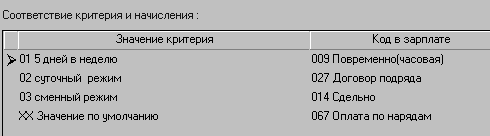 Соответствие критерия и начисления :
Значение критерия Код в зарплате
01 5 дней в неделю 009 Повременно(часовая)
02 суточный режим 027 Договор подряда
03 сменный режим 014 Сдельно
XX Значение по умолчанию 067 Оплата по нарядам